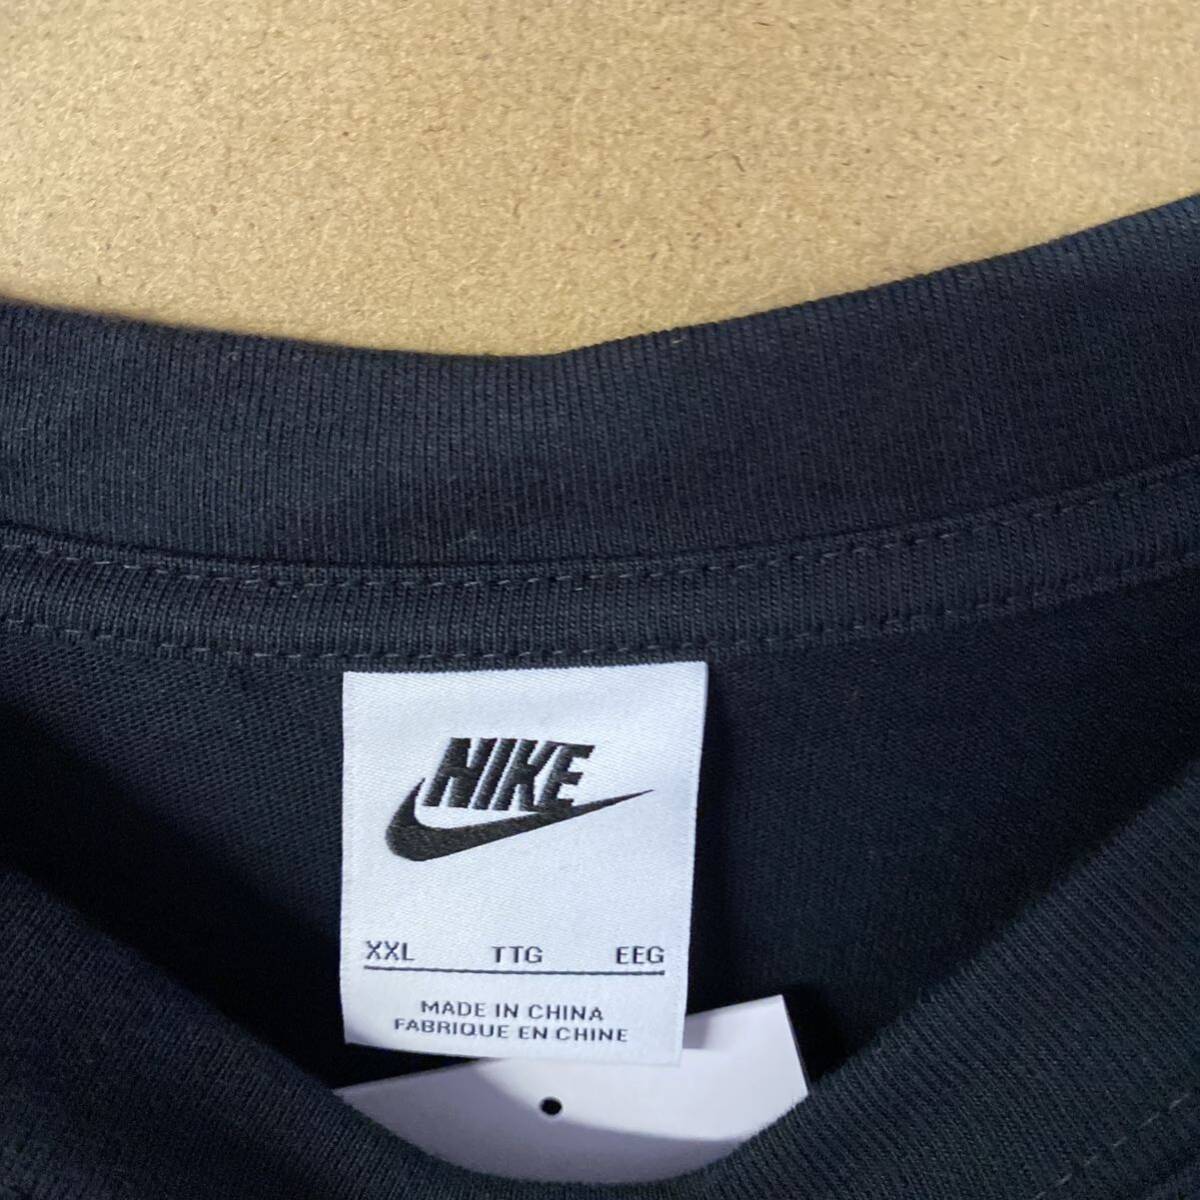 NIKE
XXL TTG EEG
MADE IN CHINA
FABRIQUE EN CHINE